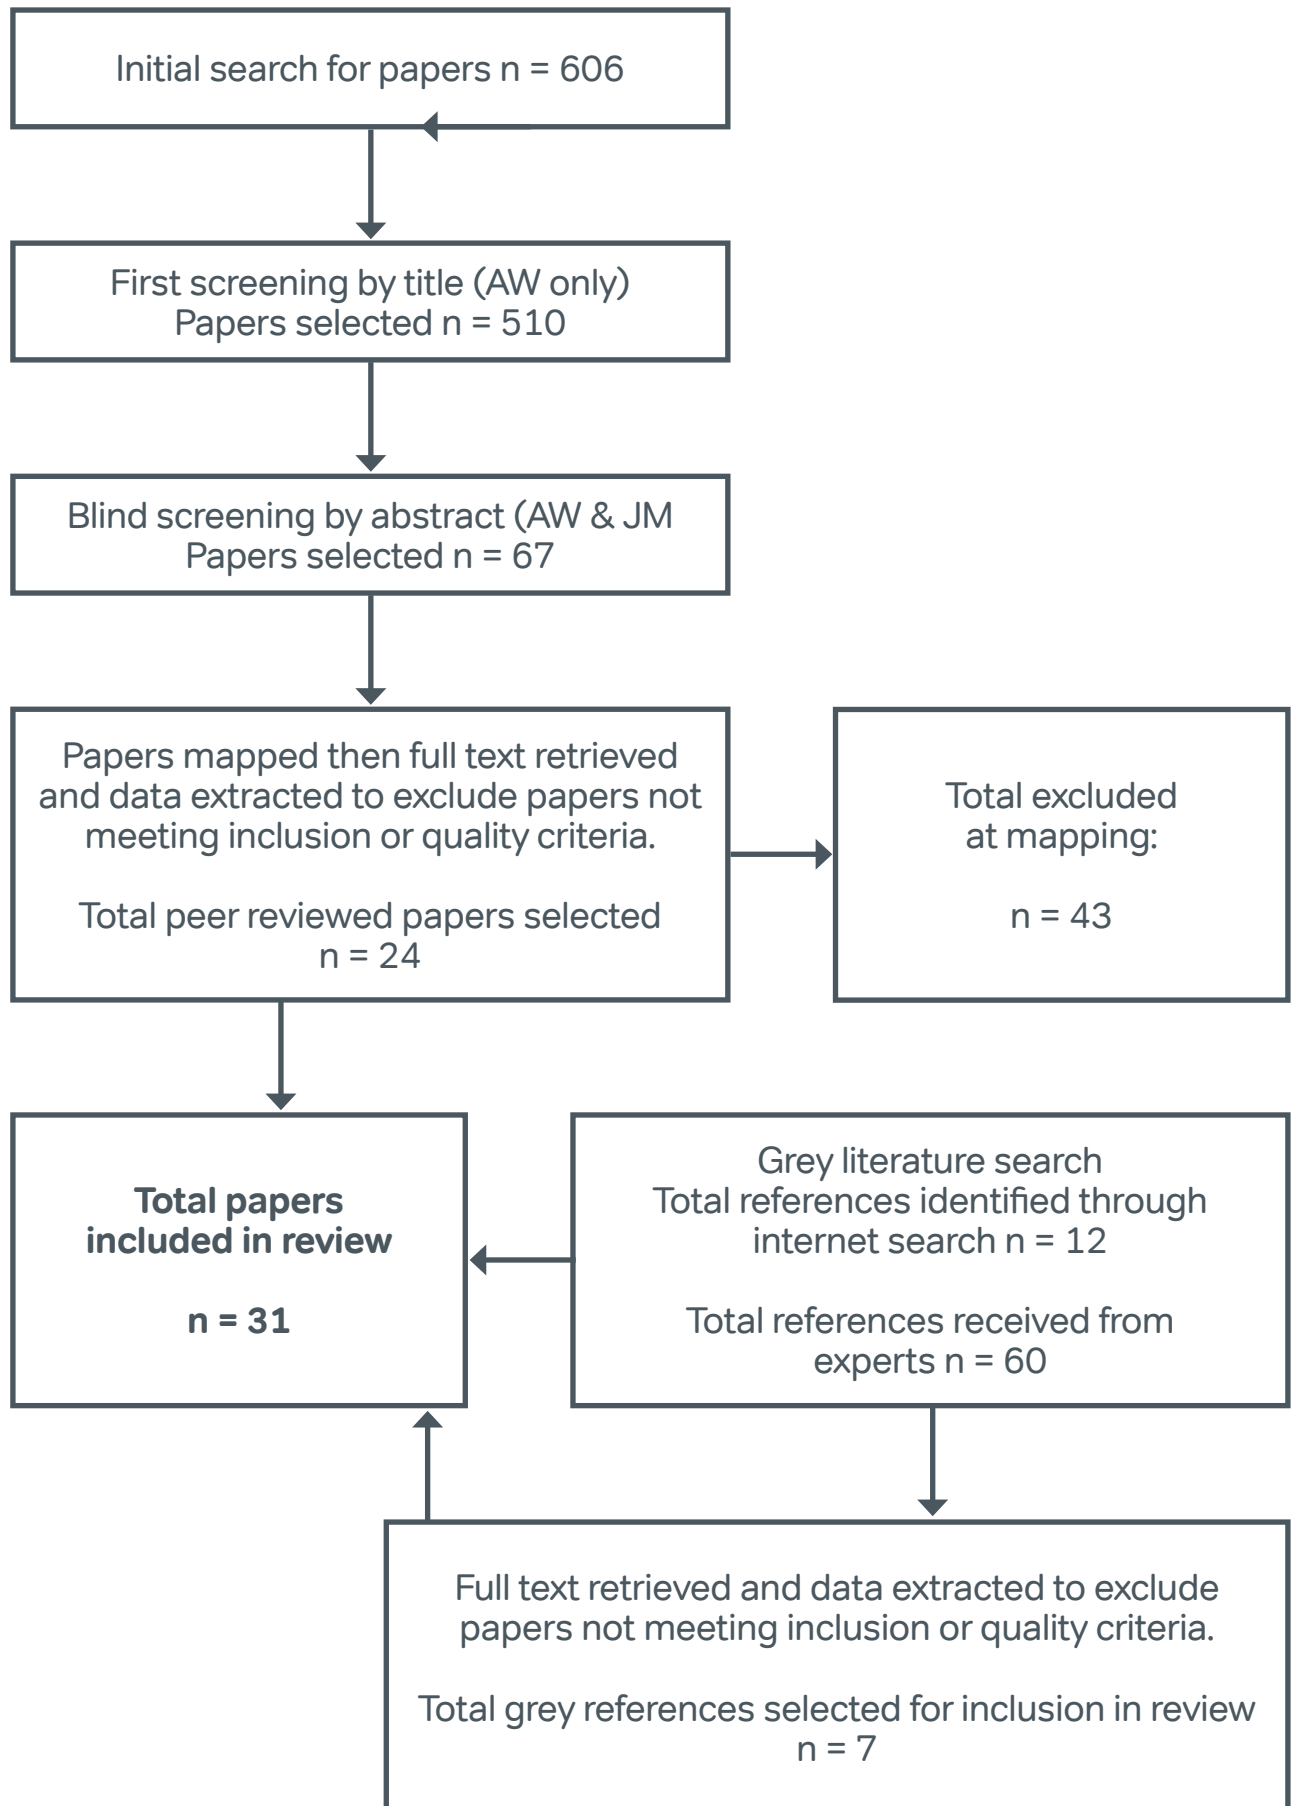 Initial search for papers n = 606
First screening by title (AW only)
Papers selected n = 510
Blind screening by abstract (AW & JM
Papers selected n = 67
Papers mapped then full text retrieved
and data extracted to exclude papers not
meeting inclusion or quality criteria.
Total peer reviewed papers selected
n = 24
Total excluded
at mapping:
n = 43
Total papers
included in review
n = 31
Grey literature search
Total references identified through
internet search n = 12
Total references received from
experts n = 60
Full text retrieved and data extracted to exclude
papers not meeting inclusion or quality criteria.
Total grey references selected for inclusion in review
n = 7